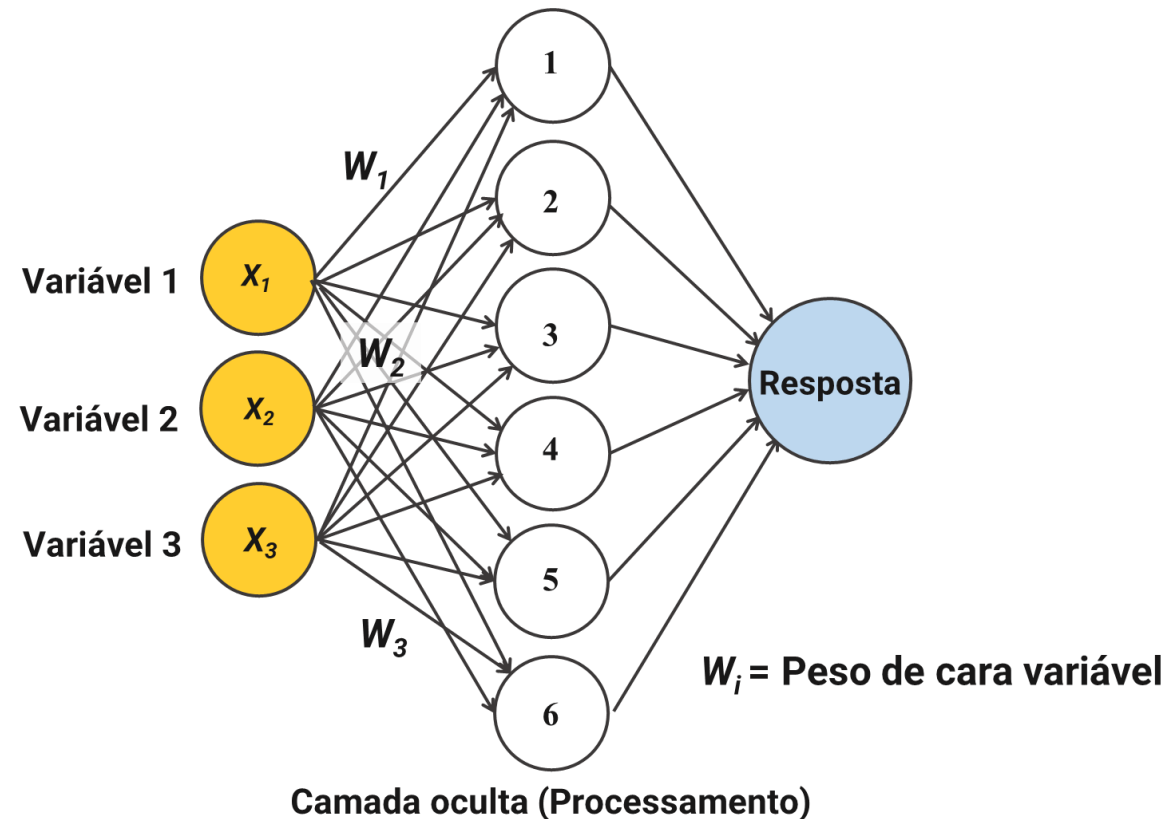 1
W₁
2
Variável 1
X₁
3
W₂
Resposta
Variável 2
X₂
4
Variável 3
X₃
5
W₃
Wᵢ = Peso de cara variável
6
Camada oculta (Processamento)